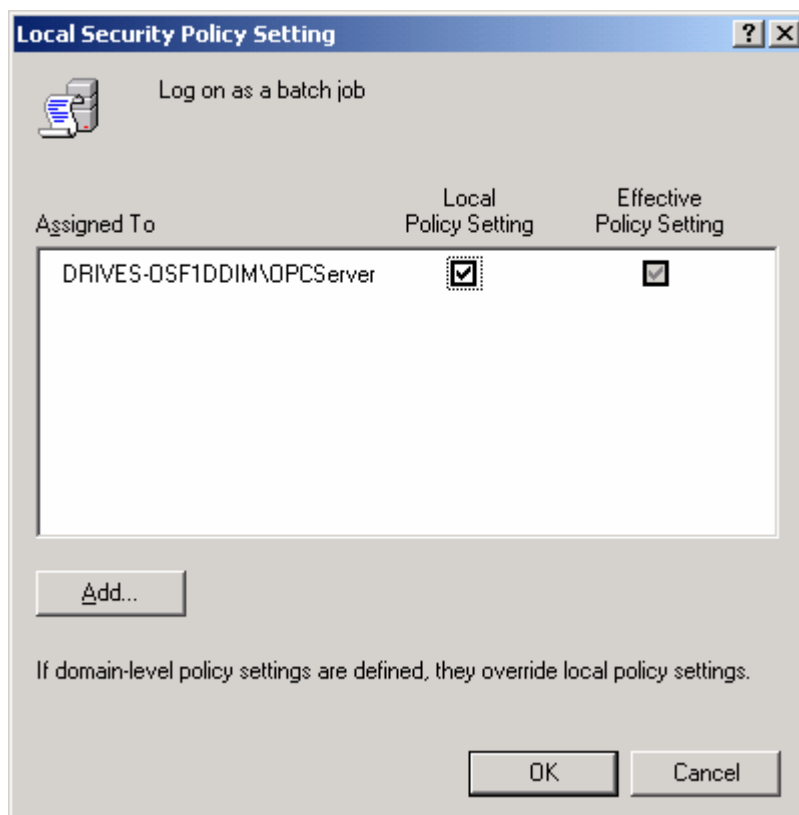 Local Security Policy Setting
Log on as a batch job
Local Effective
Assigned To Policy Setting Policy Setting
DRIVES-OSF1DDIM\OPCServer
Add...
If domain-level policy settings are defined, they override local policy settings.
OK Cancel